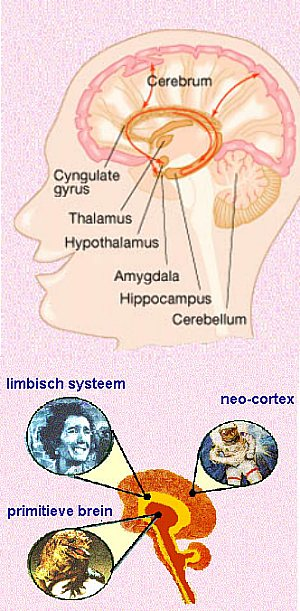 Cerebrum
Cyngulate
gyrus
Thalamus
Hypothalamus
Amygdala
Hippocampus
Cerebellum
limbisch systeem
neo-cortex
primitieve brein